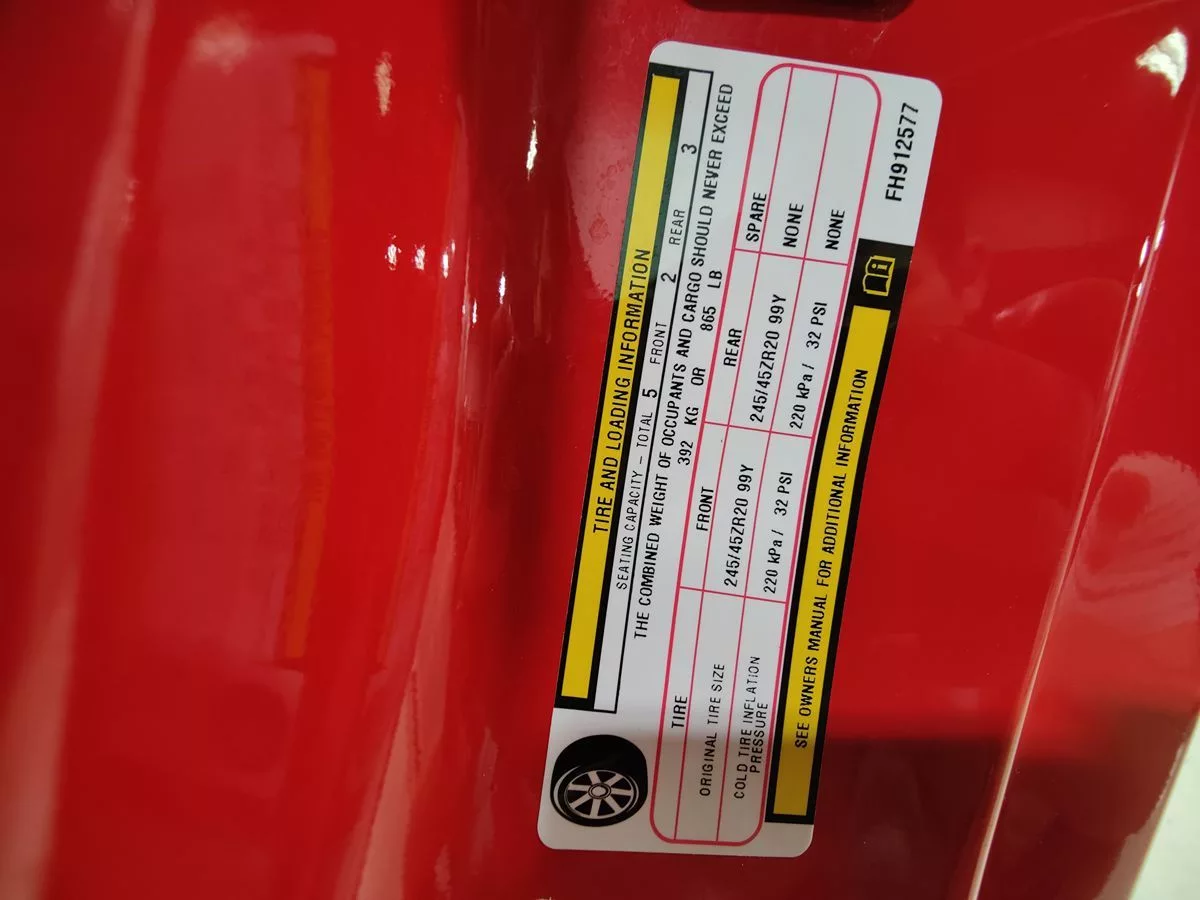 TIRE AND LOADING INFORMATION
SEATING CAPACITY – TOTAL 5 FRONT 2 REAR 3
THE COMBINED WEIGHT OF OCCUPANTS AND CARGO SHOULD NEVER EXCEED
392 KG OR 865 LB
TIRE FRONT REAR SPARE
ORIGINAL TIRE SIZE 245/45ZR20 99Y 245/45ZR20 99Y NONE
COLD TIRE INFLATION PRESSURE 220 kPa / 32 PSI 220 kPa / 32 PSI NONE
SEE OWNERS MANUAL FOR ADDITIONAL INFORMATION
FH912577